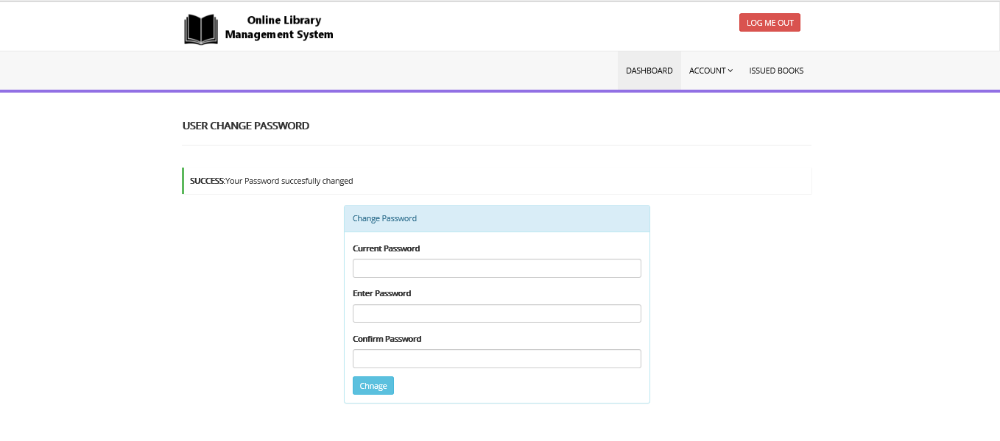 Online Library
Management System
LOG ME OUT
DASHBOARD
ACCOUNT
ISSUED BOOKS
USER CHANGE PASSWORD
SUCCESS:Your Password succesfully changed
Change Password
Current Password
Enter Password
Confirm Password
Chnage